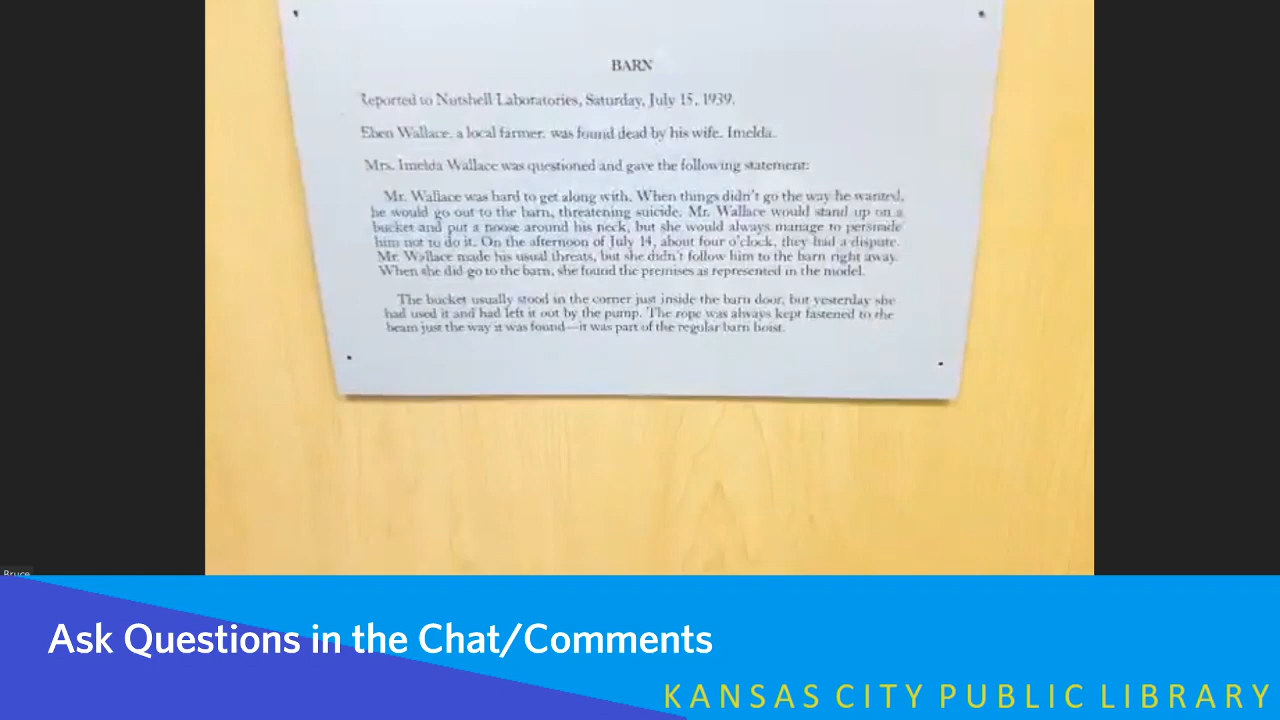 BARN
Reported to Nutshell Laboratories, Saturday, July 15, 1939.
Eben Wallace, a local farmer, was found dead by his wife, Imelda.
Mrs. Imelda Wallace was questioned and gave the following statement:
Mr. Wallace was hard to get along with. When things didn't go the way he wanted,
he would go out to the barn, threatening suicide. Mr. Wallace would stand up on a
bucket and put a noose around his neck, but she would always manage to persuade
him not to do it. On the afternoon of July 14, about four o'clock, they had a dispute.
Mr. Wallace made his usual threats, but she didn't follow him to the barn right away.
When she did go to the barn, she found the premises as represented in the model.
The bucket usually stood in the corner just inside the barn door, but yesterday she
had used it and had left it out by the pump. The rope was always kept fastened to the
beam just the way it was found—it was part of the regular barn hoist.
Bruce
Ask Questions in the Chat/Comments
KANSAS CITY PUBLIC LIBRARY